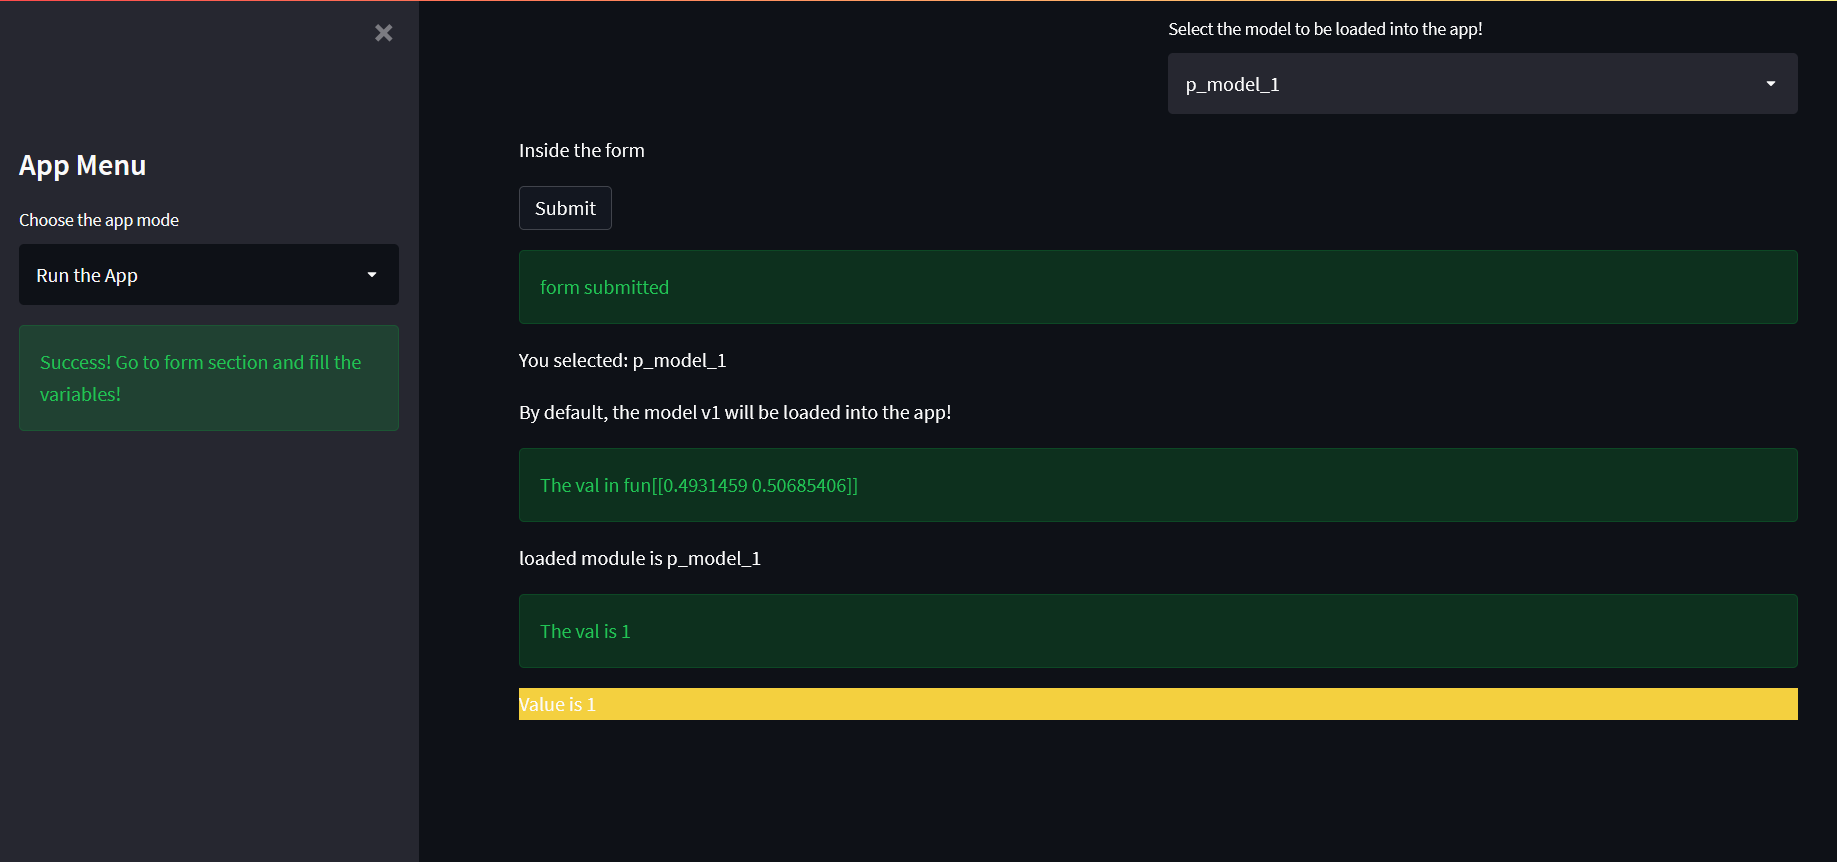 App Menu
Choose the app mode
Run the App
Success! Go to form section and fill the
variables!
Select the model to be loaded into the app!
p_model_1
Inside the form
Submit
form submitted
You selected: p_model_1
By default, the model v1 will be loaded into the app!
The val in fun[[0.4931459 0.50685406]]
loaded module is p_model_1
The val is 1
Value is 1